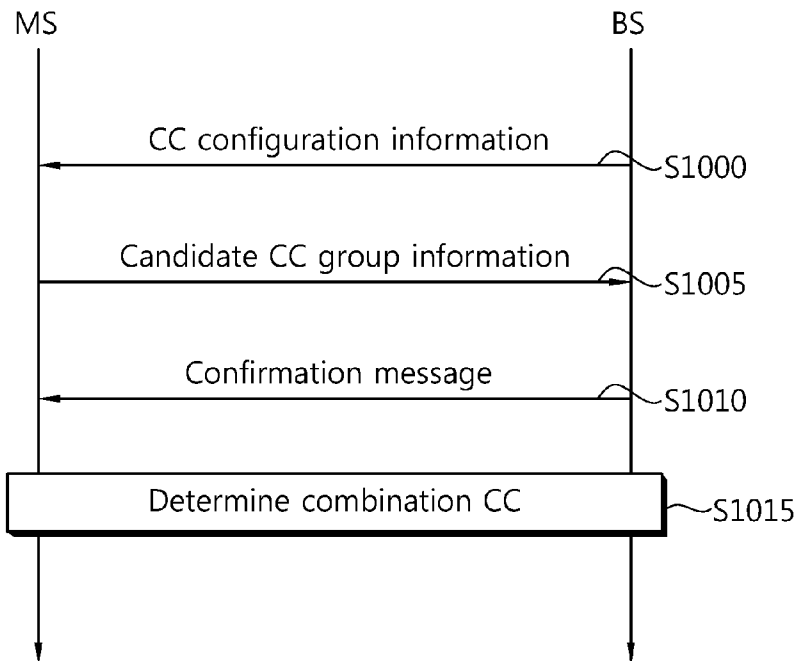 MS
BS
CC configuration information
S1000
Candidate CC group information
S1005
Confirmation message
S1010
Determine combination CC
S1015